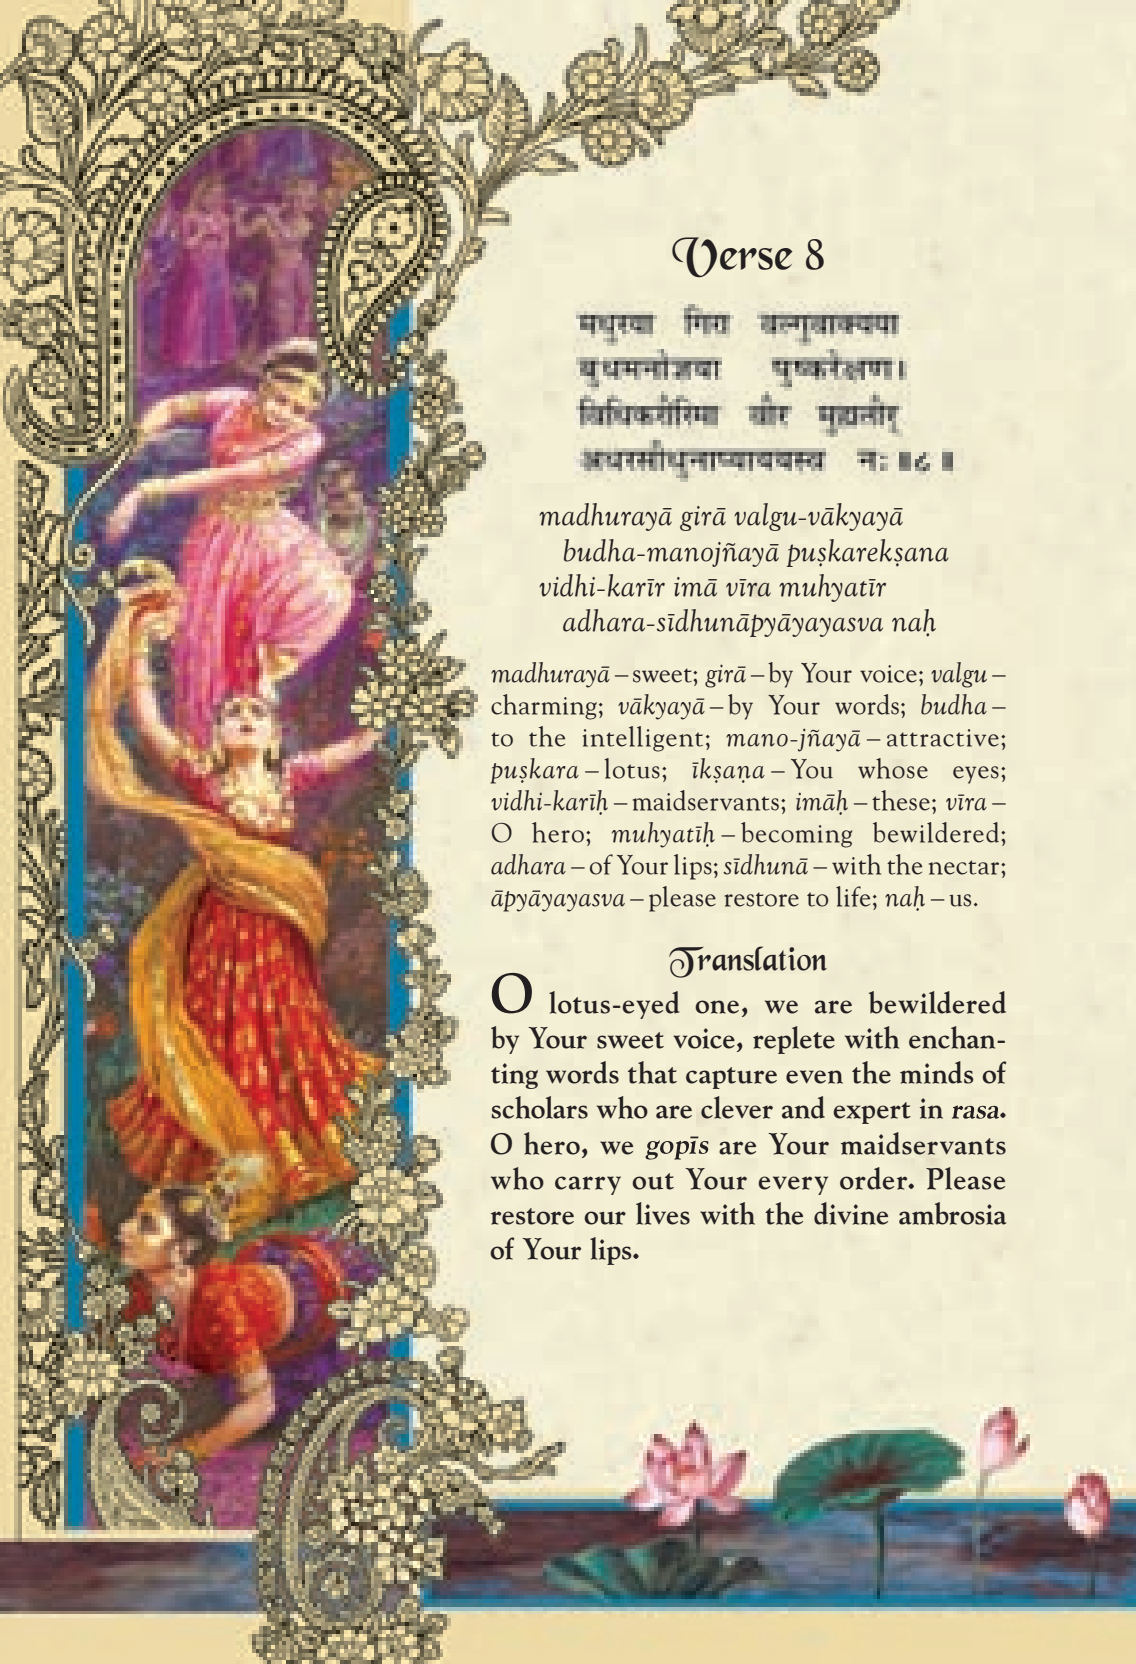 Verse 8
मधुरया गिरा वल्गुवाक्यया
बुधमनोज्ञया पुष्करेक्षण।
विधिकरीरिमा वीर मुह्यतीर्
अधरसीधुनाप्याययस्व नः॥८॥
madhurayā girā valgu-vākyayā
budha-manojñayā puṣkarekṣana
vidhi-karīr imā vīra muhyatīr
adhara-sīdhunāpyāyayasva naḥ
madhurayā – sweet; girā – by Your voice; valgu –
charming; vākyayā – by Your words; budha –
to the intelligent; mano-jñayā – attractive;
puṣkara – lotus; īkṣaṇa – You whose eyes;
vidhi-karīḥ – maidservants; imāḥ – these; vīra –
O hero; muhyatīḥ – becoming bewildered;
adhara – of Your lips; sīdhunā – with the nectar;
āpyāyayasva – please restore to life; naḥ – us.
Translation
O lotus-eyed one, we are bewildered
by Your sweet voice, replete with enchan-
ting words that capture even the minds of
scholars who are clever and expert in rasa.
O hero, we gopīs are Your maidservants
who carry out Your every order. Please
restore our lives with the divine ambrosia
of Your lips.